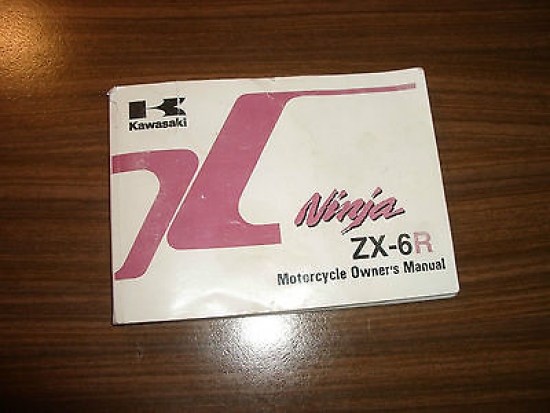 Kawasaki
Ninja
ZX-6R
Motorcycle Owner's Manual